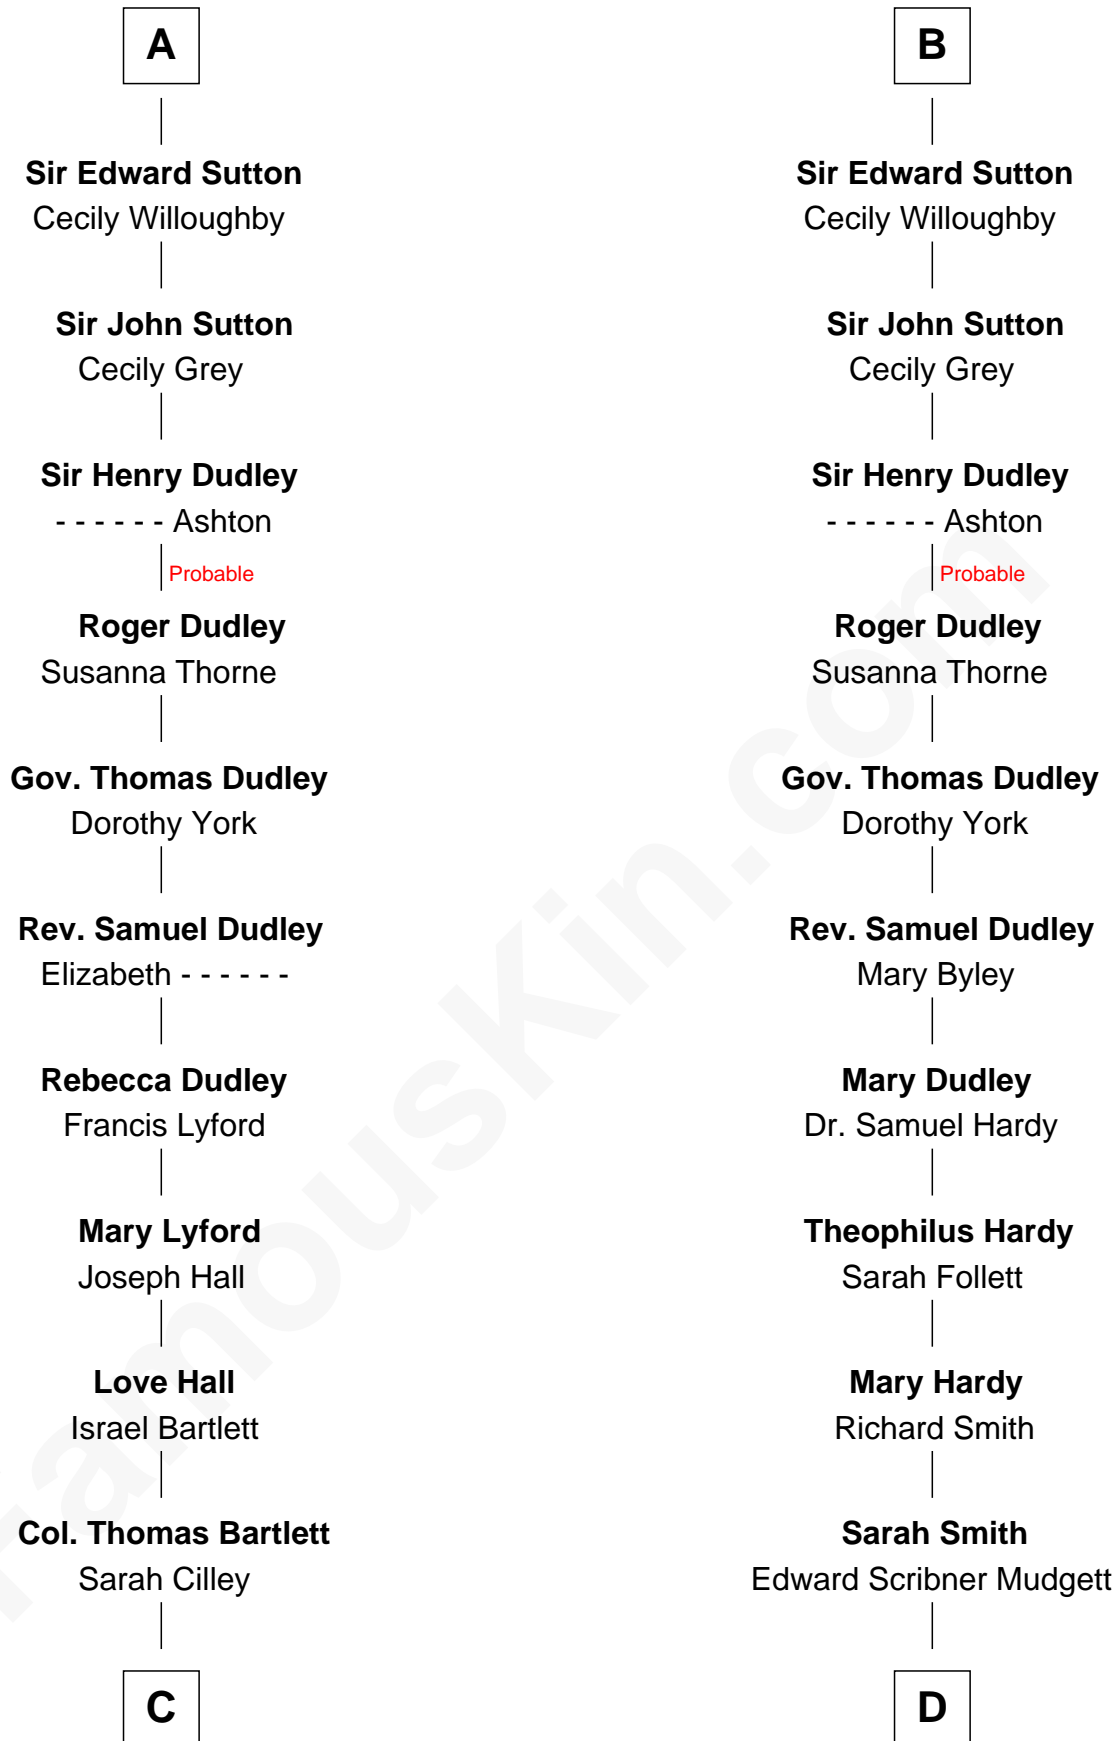 A
Sir Edward Sutton
Cecily Willoughby
Sir John Sutton
Cecily Grey
Sir Henry Dudley
- - - - - - Ashton
Probable
Roger Dudley
Susanna Thorne
Gov. Thomas Dudley
Dorothy York
Rev. Samuel Dudley
Elizabeth - - - - - -
Rebecca Dudley
Francis Lyford
Mary Lyford
Joseph Hall
Love Hall
Israel Bartlett
Col. Thomas Bartlett
Sarah Cilley
C
B
Sir Edward Sutton
Cecily Willoughby
Sir John Sutton
Cecily Grey
Sir Henry Dudley
- - - - - - Ashton
Probable
Roger Dudley
Susanna Thorne
Gov. Thomas Dudley
Dorothy York
Rev. Samuel Dudley
Mary Byley
Mary Dudley
Dr. Samuel Hardy
Theophilus Hardy
Sarah Follett
Mary Hardy
Richard Smith
Sarah Smith
Edward Scribner Mudgett
D
FamousKin.com